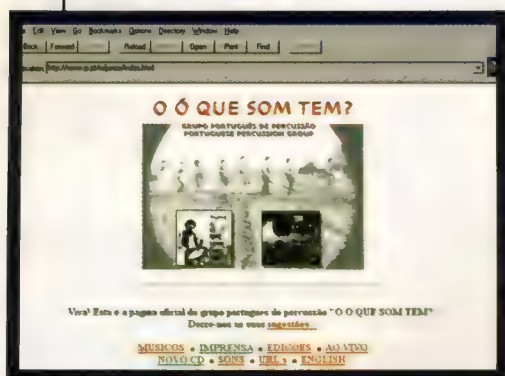 Edit View Go Bookmarks Options Directory Window Help
Back Forward Reload Open Print Find
O Ó QUE SOM TEM?
GRUPO PORTUGUÊS DE PERCUSSÃO
PORTUGUESE PERCUSSION GROUP
Viva! Esta e a pagina oficial do grupo portugues de percussão "O O QUE SOM TEM?"
Deixe-nos as suas sugestões
MUSICOS • IMPRENSA • EDIÇOES • AO VIVO
NOVO CD • SONS • URL's • ENGLISH